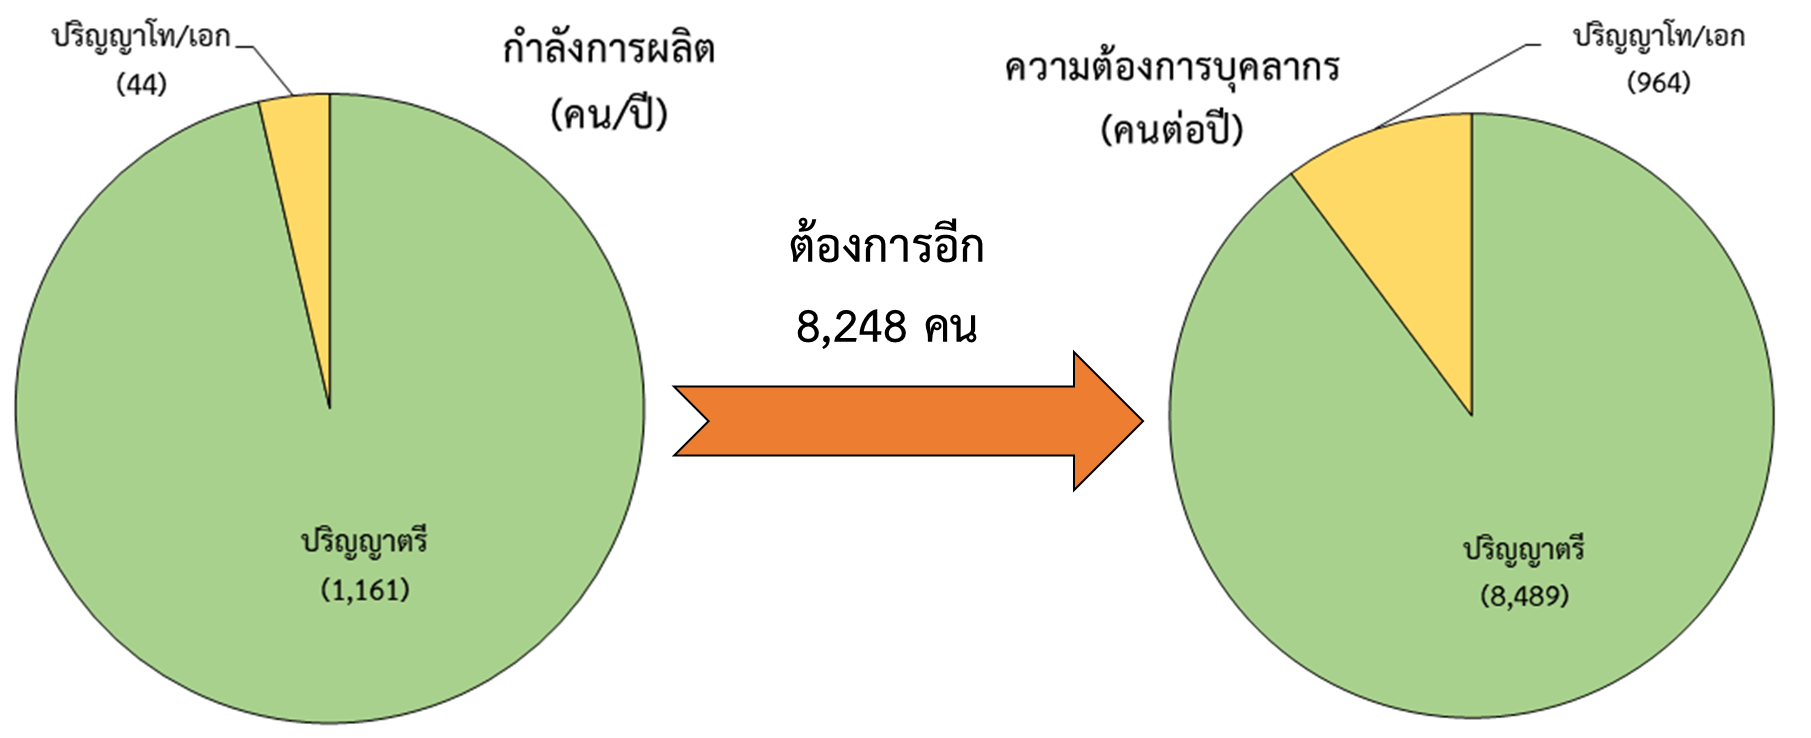 ปริญญาโท/เอก
(44)
กำลังการผลิต
(คน/ปี)
ปริญญาตรี
(1,161)
ต้องการอีก
8,248 คน
ความต้องการบุคลากร
(คนต่อปี)
ปริญญาโท/เอก
(964)
ปริญญาตรี
(8,489)